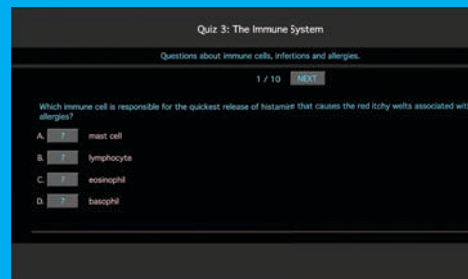 Quiz 3: The Immune System
Questions about immune cells, infections and allergies.
1 / 10 NEXT
Which immune cell is responsible for the quickest release of histamine that causes the red itchy welts associated wit
allergies?
A. ? mast cell
B. ? lymphocyte
C. ? eosinophil
D. ? basophil